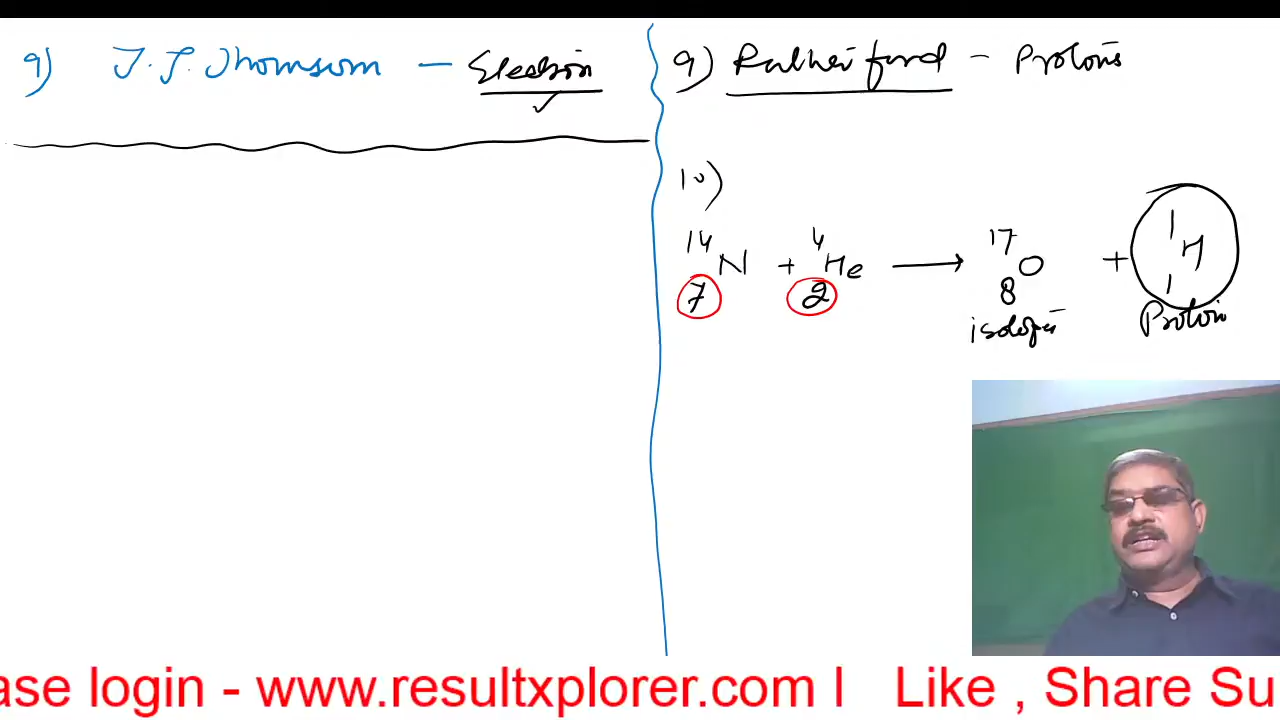 9) J.J. Thomson — Electron
✓
9) Rutherford - Protons
10)
14 4 17 1
N + He ⟶ O + H
7 2 8 1
isotope Proton
ase login - www.resultxplorer.com l Like , Share Su